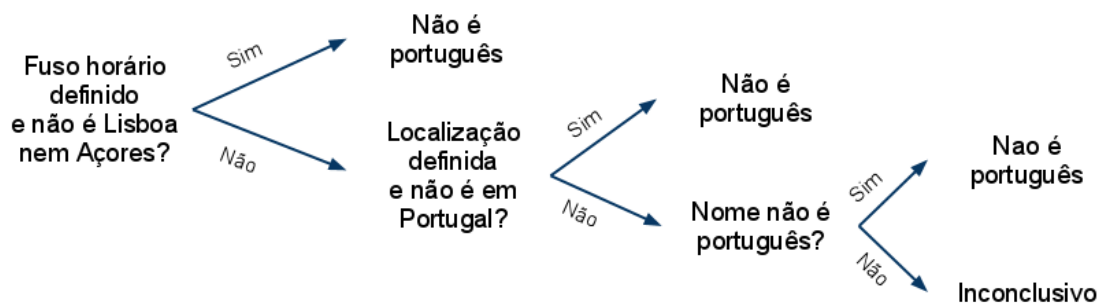 Fuso horário
definido
e não é Lisboa
nem Açores?
Sim
Não é
português
Não
Localização
definida
e não é em
Portugal?
Sim
Não é
português
Não
Nome não é
português?
Sim
Nao é
português
Não
Inconclusivo